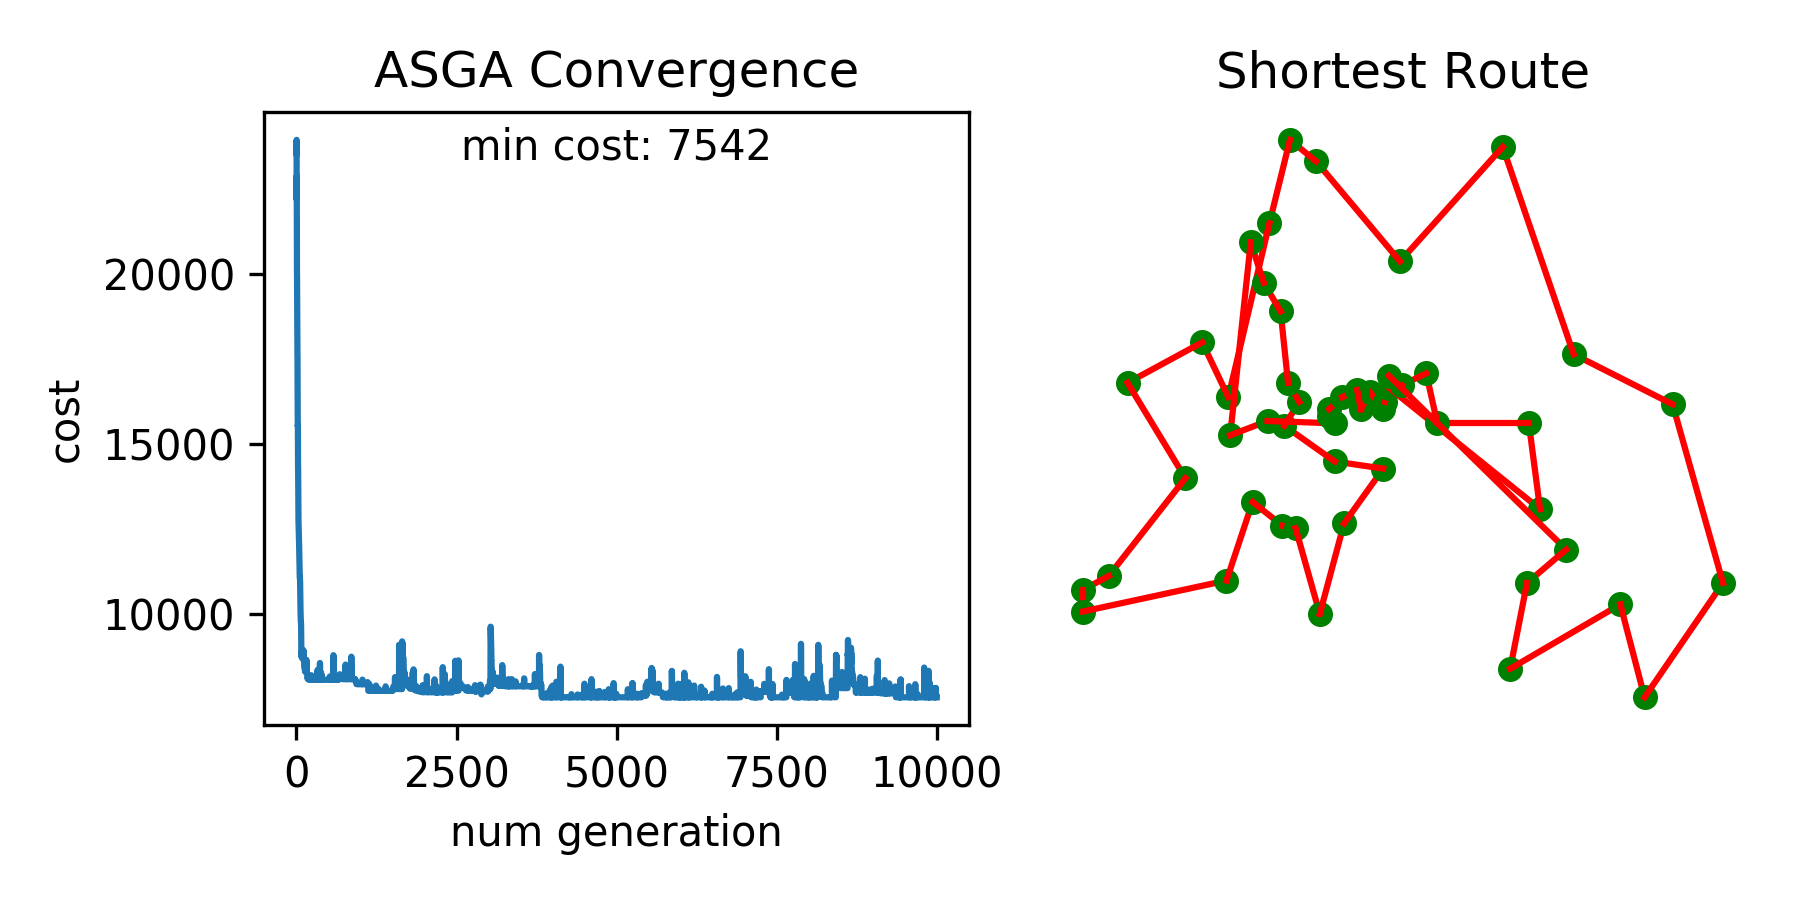 ASGA Convergence
min cost: 7542
cost
20000
15000
10000
0 2500 5000 7500 10000
num generation
Shortest Route